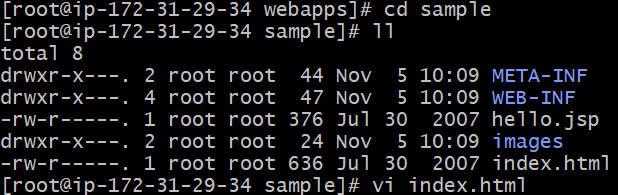 [root@ip-172-31-29-34 webapps]# cd sample
[root@ip-172-31-29-34 sample]# ll
total 8
drwxr-x---. 2 root root  44 Nov  5 10:09 META-INF
drwxr-x---. 4 root root  47 Nov  5 10:09 WEB-INF
-rw-r-----. 1 root root 376 Jul 30  2007 hello.jsp
drwxr-x---. 2 root root  24 Nov  5 10:09 images
-rw-r-----. 1 root root 636 Jul 30  2007 index.html
[root@ip-172-31-29-34 sample]# vi index.html